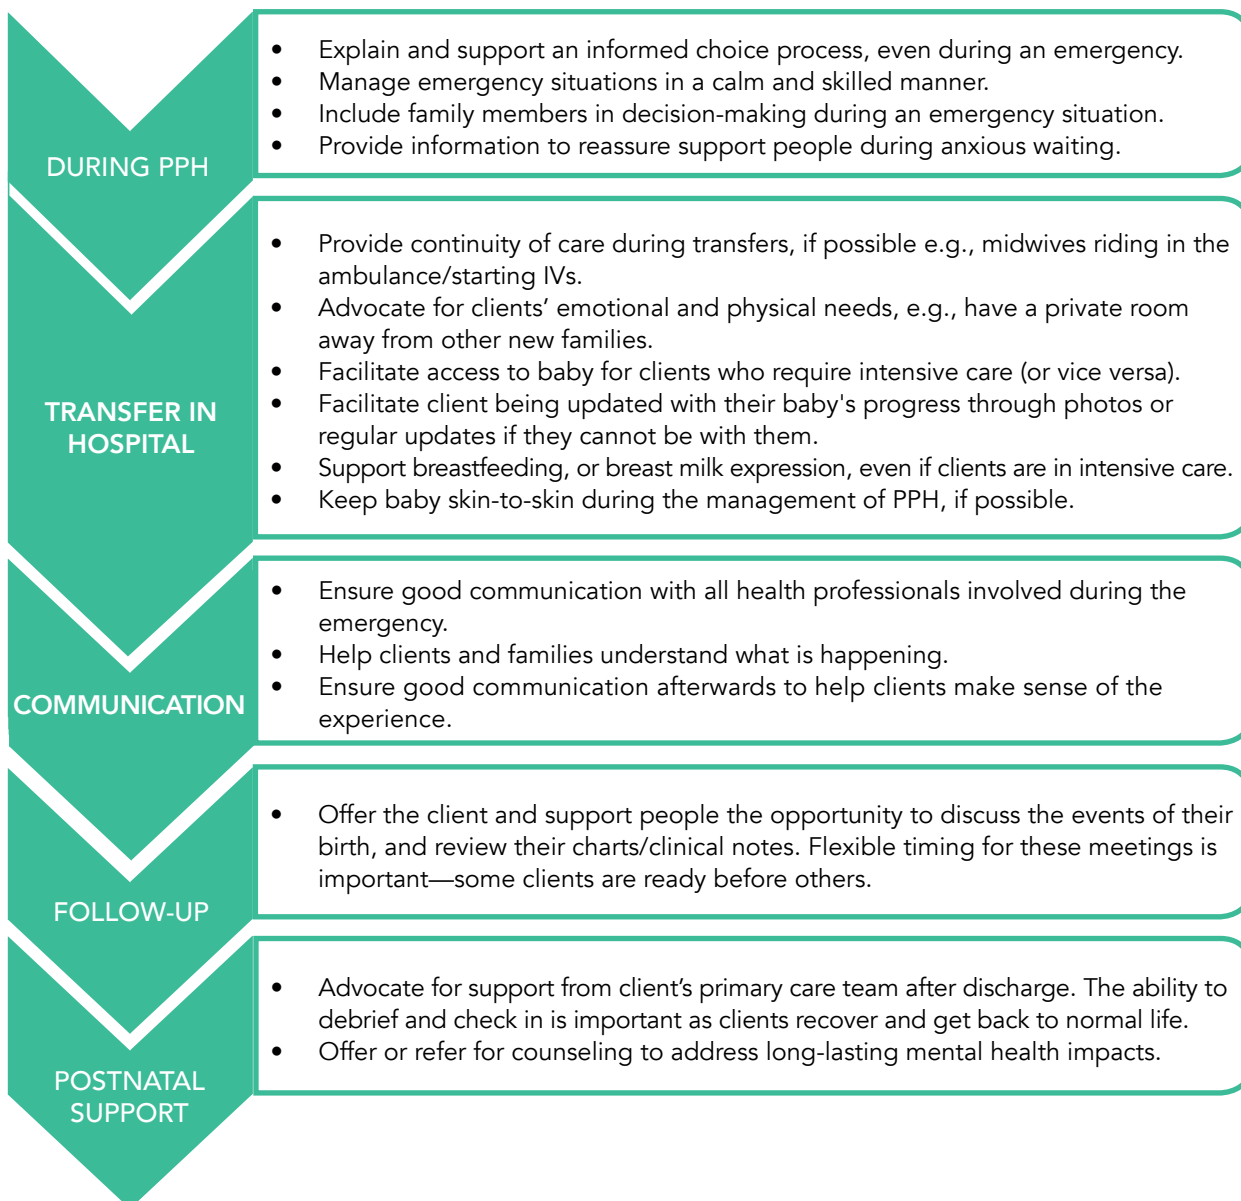 DURING PPH
• Explain and support an informed choice process, even during an emergency.
• Manage emergency situations in a calm and skilled manner.
• Include family members in decision-making during an emergency situation.
• Provide information to reassure support people during anxious waiting.
TRANSFER IN
HOSPITAL
• Provide continuity of care during transfers, if possible e.g., midwives riding in the
ambulance/starting IVs.
• Advocate for clients’ emotional and physical needs, e.g., have a private room
away from other new families.
• Facilitate access to baby for clients who require intensive care (or vice versa).
• Facilitate client being updated with their baby's progress through photos or
regular updates if they cannot be with them.
• Support breastfeeding, or breast milk expression, even if clients are in intensive care.
• Keep baby skin-to-skin during the management of PPH, if possible.
COMMUNICATION
• Ensure good communication with all health professionals involved during the
emergency.
• Help clients and families understand what is happening.
• Ensure good communication afterwards to help clients make sense of the
experience.
FOLLOW-UP
• Offer the client and support people the opportunity to discuss the events of their
birth, and review their charts/clinical notes. Flexible timing for these meetings is
important—some clients are ready before others.
POSTNATAL
SUPPORT
• Advocate for support from client’s primary care team after discharge. The ability to
debrief and check in is important as clients recover and get back to normal life.
• Offer or refer for counseling to address long-lasting mental health impacts.